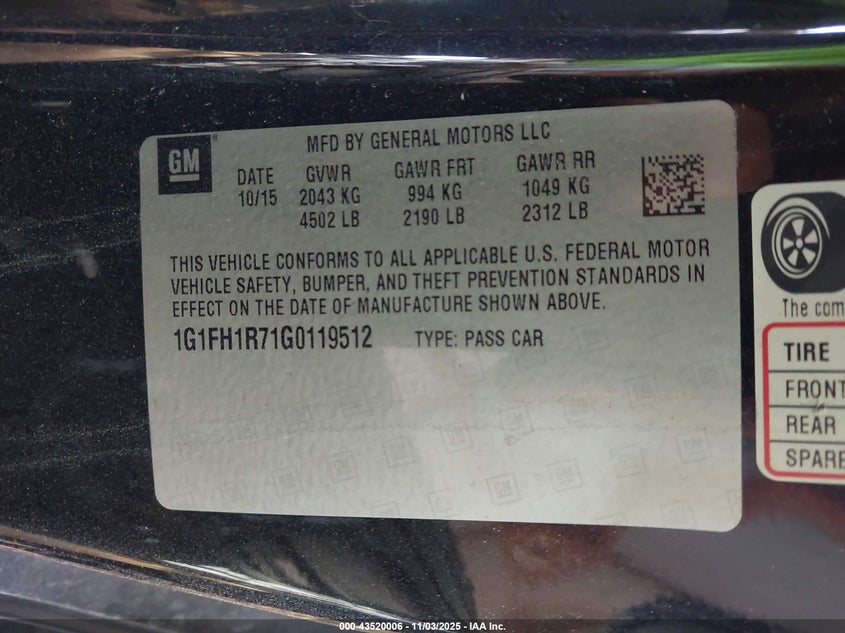 GM
MFD BY GENERAL MOTORS LLC
DATE GVWR GAWR FRT GAWR RR
10/15 2043 KG 994 KG 1049 KG
4502 LB 2190 LB 2312 LB
THIS VEHICLE CONFORMS TO ALL APPLICABLE U.S. FEDERAL MOTOR
VEHICLE SAFETY, BUMPER, AND THEFT PREVENTION STANDARDS IN
EFFECT ON THE DATE OF MANUFACTURE SHOWN ABOVE.
1G1FH1R71G0119512 TYPE: PASS CAR
The com
TIRE
FRONT
REAR
SPARE
000-43520006 - 11/03/2025 - IAA Inc.